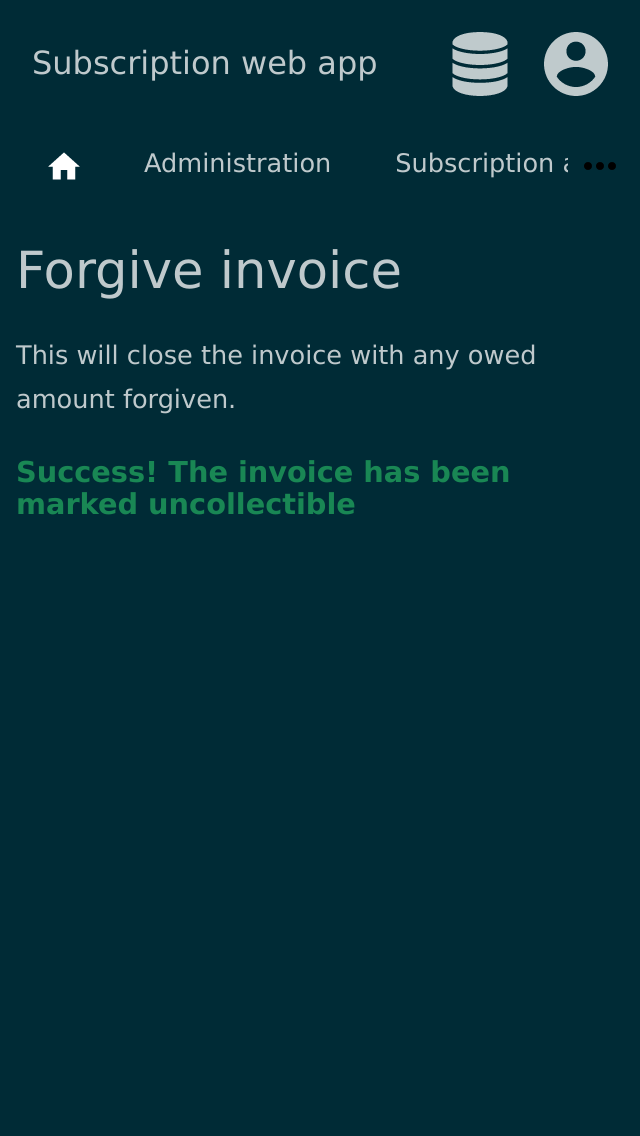 Subscription web app
Administration
Subscription
Forgive invoice
This will close the invoice with any owed
amount forgiven.
Success! The invoice has been
marked uncollectible